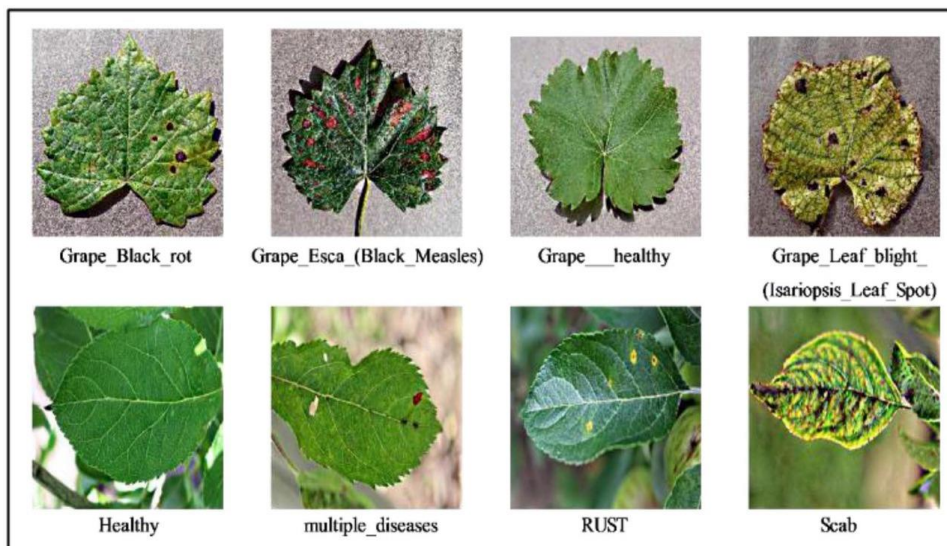 Grape_Black_rot
Grape_Esca_(Black_Measles)
Grape___healthy
Grape_Leaf_blight_
(Isariopsis_Leaf_Spot)
Healthy
multiple_diseases
RUST
Scab